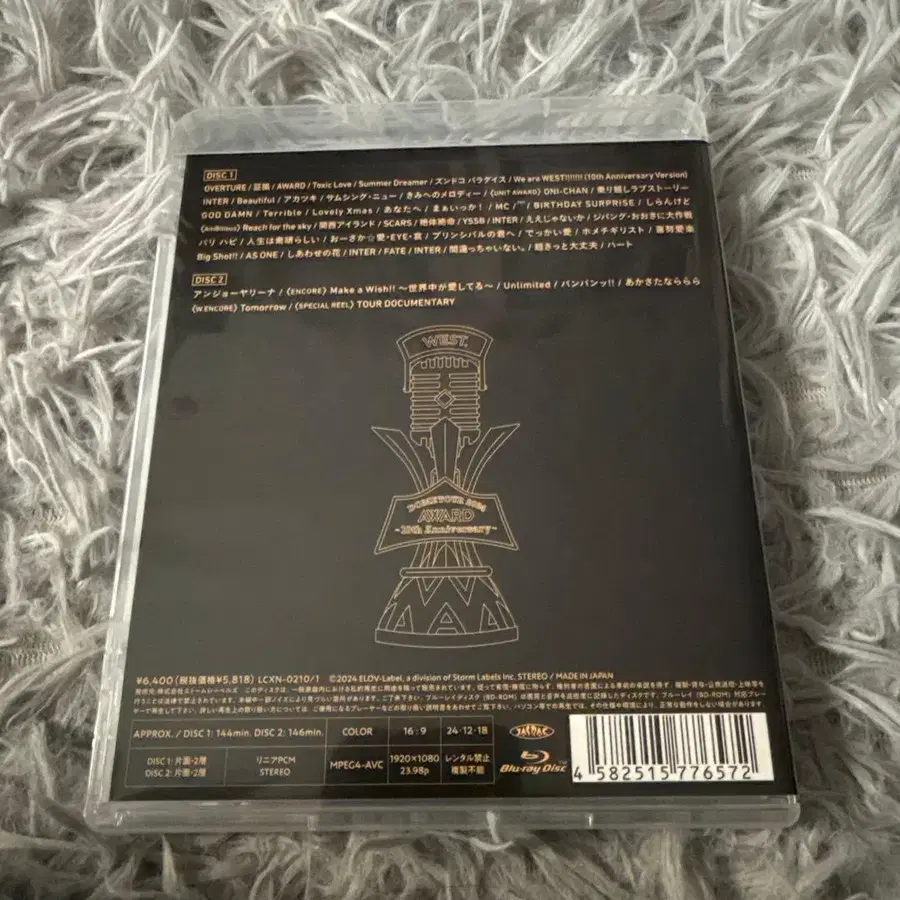 DISC 1
OVERTURE / 証拠 / AWARD / Toxic Love / Summer Dreamer / ズンドコ パラダイス / We are WEST!!!!!!! (10th Anniversary Version)
INTER / Beautiful / アカツキ / サムシング・ニュー / きみへのメロディー / 〈UNIT AWARD〉 ONI-CHAN / 乗り越しラブストーリー
GOD DAMN / Terrible / Lovely Xmas / あなたへ / まぁいっか! / MC / BIRTHDAY SURPRISE / しらんけど
〈AmBitious〉 Reach for the sky / 関西アイランド / SCARS / 絶体絶命 / YSSB / INTER / ええじゃないか / ジパング・おおきに大作戦
バリ ハピ / 人生は素晴らしい / おーさか☆愛・EYE・哀 / プリンシパルの君へ / でっかい愛 / ホメチギリスト / 喜努愛楽
Big Shot!! / AS ONE / しあわせの花 / INTER / FATE / INTER / 間違っちゃいない。 / 超きっと大丈夫 / ハート
DISC 2
アンジョーヤリーナ / 〈ENCORE〉 Make a Wish!! ~世界中が愛してる~ / Unlimited / バンバンッ!! / あかさたなららら
〈W ENCORE〉 Tomorrow / 〈SPECIAL REEL〉 TOUR DOCUMENTARY
WEST.
DOMETOUR 2024
AWARD
-10th Anniversary-
¥6,400 (税抜価格¥5,818) LCXN-0210/1 ©2024 ELOV-Label, a division of Storm Labels Inc. STEREO / MADE IN JAPAN
APPROX. / DISC 1: 144min. DISC 2: 146min. COLOR 16:9 24・12・18
DISC 1: 片面・2層
DISC 2: 片面・2層
リニアPCM
STEREO
MPEG4-AVC
1920×1080
23.98p
レンタル禁止
複製不能
JASRAC
Blu-ray Disc™
4 582515 776572